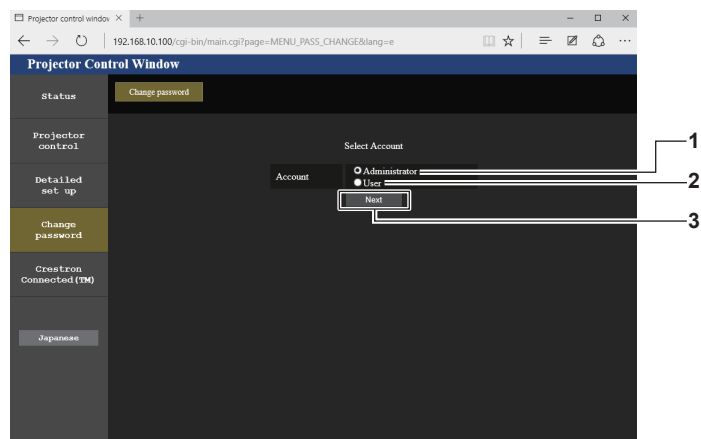 Projector control window
192.168.10.100/cgi-bin/main.cgi?page=MENU_PASS_CHANGE&lang=e
Projector Control Window
Status
Change password
Projector
control
Detailed
set up
Change
password
Crestron
Connected(TM)
Japanese
Select Account
Account
Administrator
User
Next
1
2
3